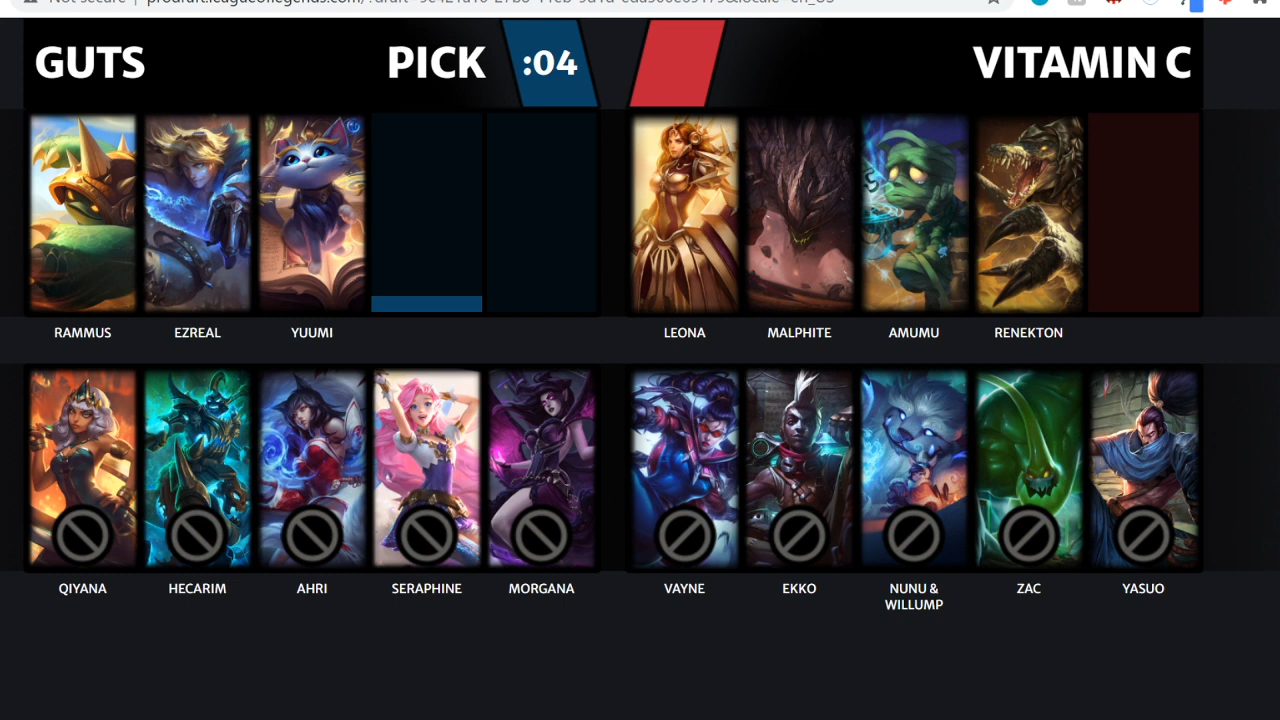 GUTS
PICK
:04
VITAMIN C
RAMMUS
EZREAL
YUUMI
LEONA
MALPHITE
AMUMU
RENEKTON
QIYANA
HECARIM
AHRI
SERAPHINE
MORGANA
VAYNE
EKKO
NUNU &
WILLUMP
ZAC
YASUO